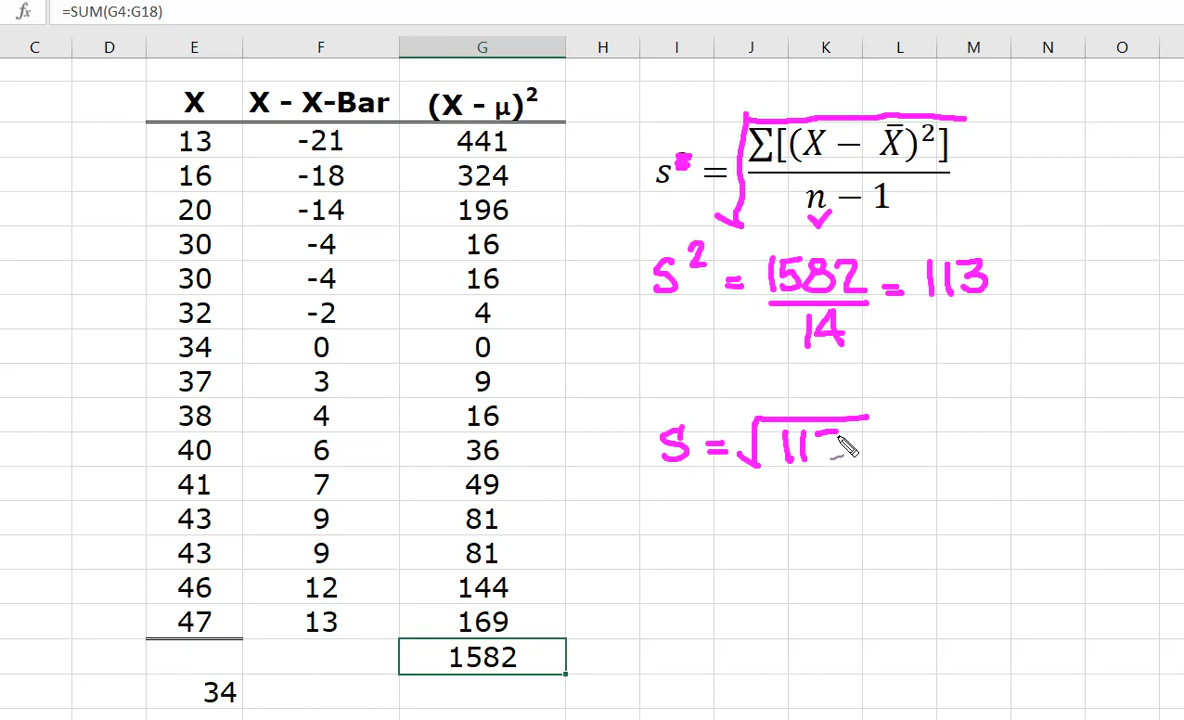 fx =SUM(G4:G18)
C D E F G H I J K L M N O
X X - X-Bar (X - μ)²
13 -21 441
16 -18 324
20 -14 196
30 -4 16
30 -4 16
32 -2 4
34 0 0
37 3 9
38 4 16
40 6 36
41 7 49
43 9 81
43 9 81
46 12 144
47 13 169
1582
34
s = √ Σ[(X − X̄)²]
n − 1
S² = 1582 = 113
14
S = √11